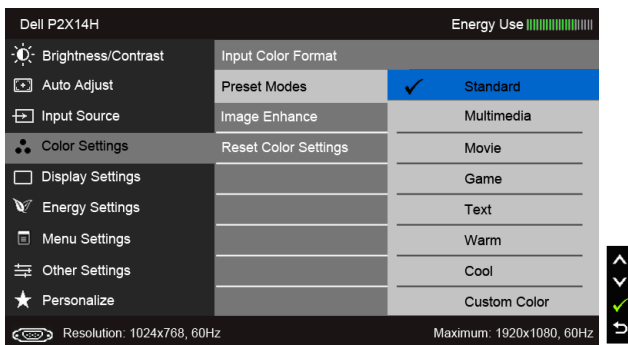 Dell P2X14H Energy Use
Brightness/Contrast Input Color Format
Auto Adjust Preset Modes Standard
Input Source Image Enhance Multimedia
Color Settings Reset Color Settings Movie
Display Settings Game
Energy Settings Text
Menu Settings Warm
Other Settings Cool
Personalize Custom Color
Resolution: 1024x768, 60Hz Maximum: 1920x1080, 60Hz